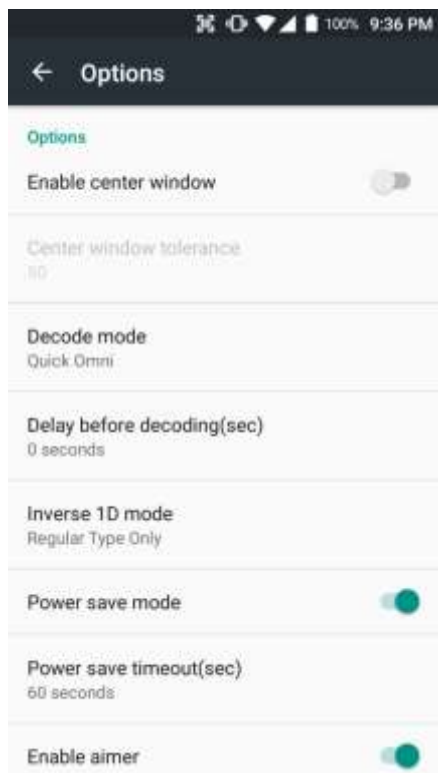 100% 9:36 PM
Options
Options
Enable center window
Center window tolerance
50
Decode mode
Quick Omni
Delay before decoding(sec)
0 seconds
Inverse 1D mode
Regular Type Only
Power save mode
Power save timeout(sec)
60 seconds
Enable aimer